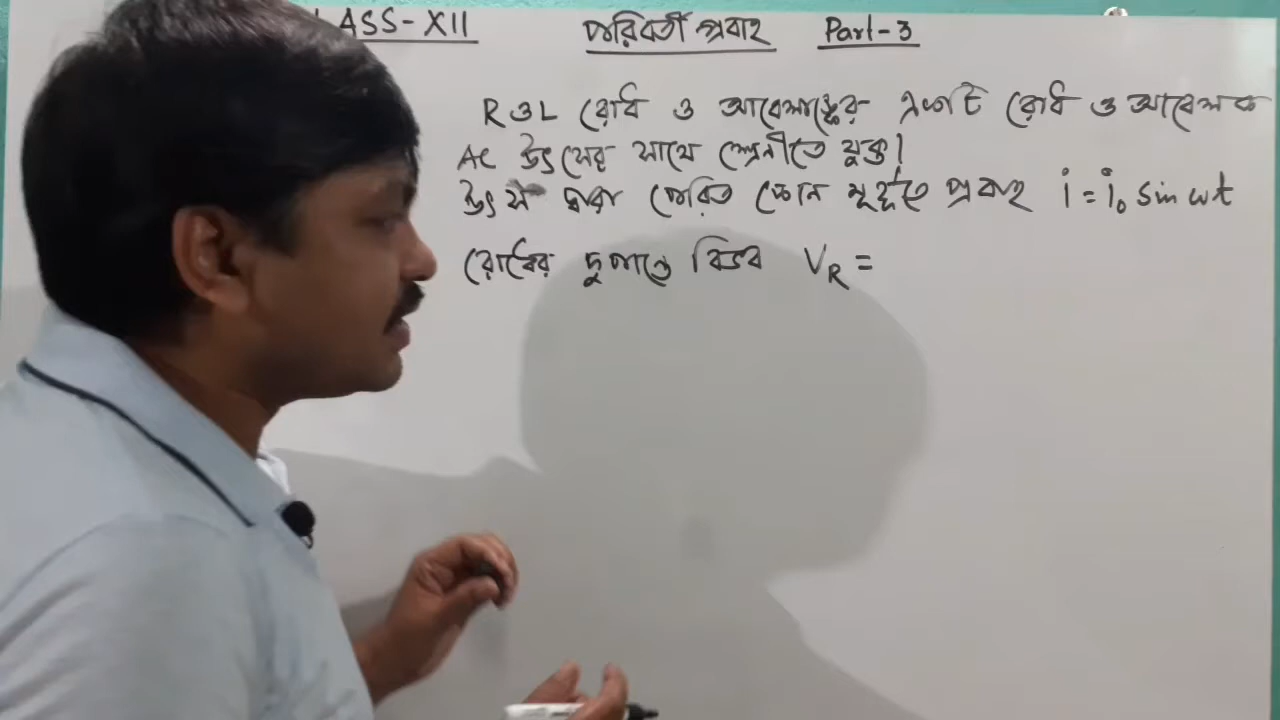 LASS-XII পরিবর্তী প্রবাহ Part-3
R ও L রোধ ও আবেশাঙ্কের একটি রোধ ও আবেশক
AC উৎসের সাথে শ্রেণীতে যুক্ত।
উৎস দ্বারা প্রেরিত কোন মূহুর্তে প্রবাহ i = i₀ sin ωt
রোধের দুপ্রান্তে বিভব V_R =